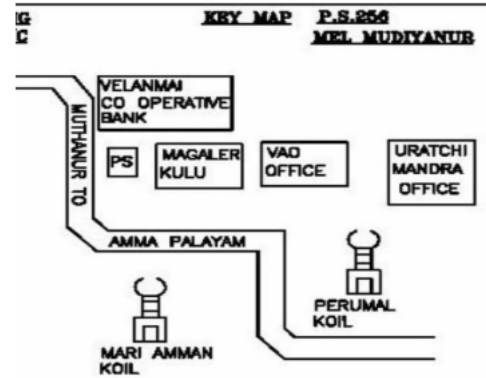 G
C
KEY MAP P.S.256
MEL MUDIYANUR
VELANMAI
CO OPERATIVE
BANK
MUTHANUR TO
PS
MAGALER
KULU
VAO
OFFICE
URATCHI
MANDRA
OFFICE
AMMA PALAYAM
PERUMAL
KOIL
MARI AMMAN
KOIL